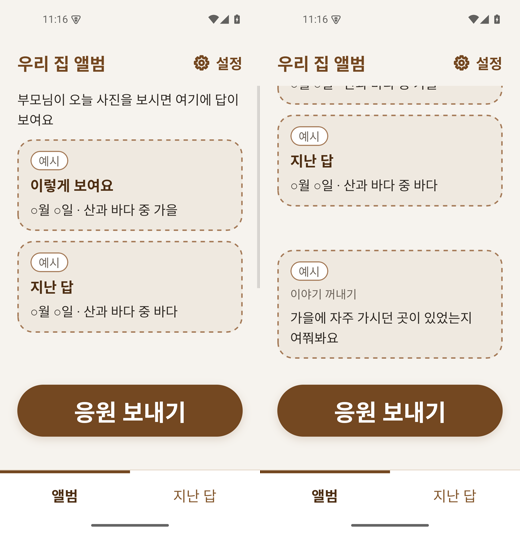 11:16
우리 집 앨범
설정
부모님이 오늘 사진을 보시면 여기에 답이
보여요
예시
이렇게 보여요
○월 ○일 · 산과 바다 중 가을
예시
지난 답
○월 ○일 · 산과 바다 중 바다
응원 보내기
앨범
지난 답
11:16
우리 집 앨범
설정
예시
지난 답
○월 ○일 · 산과 바다 중 바다
예시
이야기 꺼내기
가을에 자주 가시던 곳이 있었는지
여쭤봐요
응원 보내기
앨범
지난 답